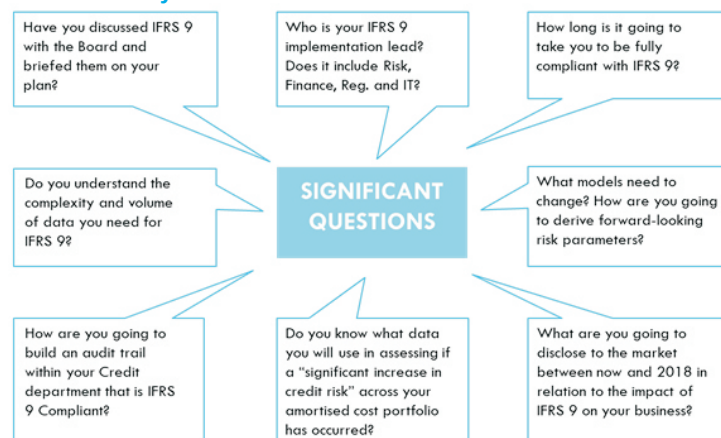 Have you discussed IFRS 9
with the Board and
briefed them on your
plan?
Who is your IFRS 9
implementation lead?
Does it include Risk,
Finance, Reg. and IT?
How long is it going to
take you to be fully
compliant with IFRS 9?
Do you understand the
complexity and volume
of data you need for
IFRS 9?
SIGNIFICANT
QUESTIONS
What models need to
change? How are you going
to derive forward-looking
risk parameters?
How are you going to
build an audit trail
within your Credit
department that is IFRS
9 Compliant?
Do you know what data
you will use in assessing if
a "significant increase in
credit risk" across your
amortised cost portfolio
has occurred?
What are you going to
disclose to the market
between now and 2018 in
relation to the impact of
IFRS 9 on your business?